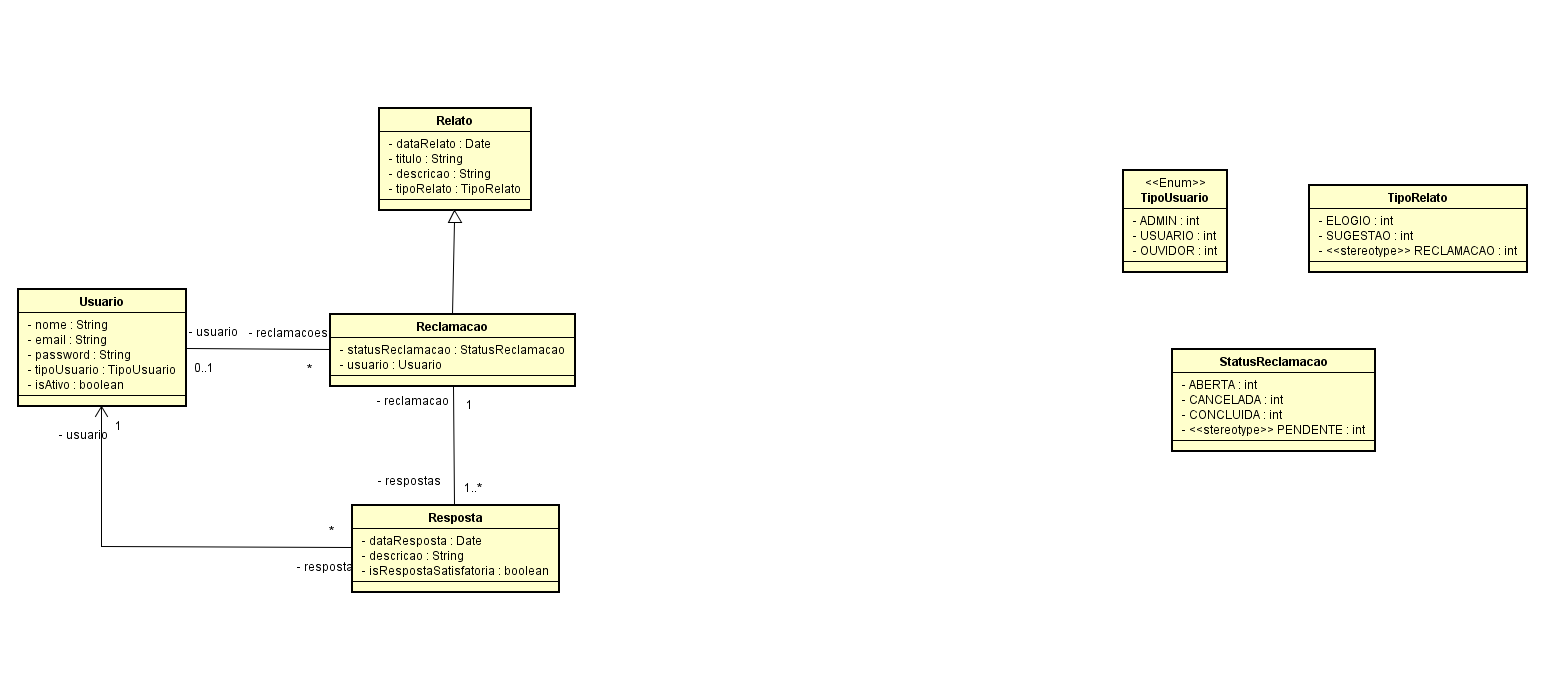 Relato
- dataRelato : Date
- titulo : String
- descricao : String
- tipoRelato : TipoRelato
<<Enum>>
TipoUsuario
- ADMIN : int
- USUARIO : int
- OUVIDOR : int
TipoRelato
- ELOGIO : int
- SUGESTAO : int
- <<stereotype>> RECLAMACAO : int
Usuario
- nome : String
- email : String
- password : String
- tipoUsuario : TipoUsuario
- isAtivo : boolean
- usuario
- reclamacoes
0..1
*
Reclamacao
- statusReclamacao : StatusReclamacao
- usuario : Usuario
StatusReclamacao
- ABERTA : int
- CANCELADA : int
- CONCLUIDA : int
- <<stereotype>> PENDENTE : int
- reclamacao
1
1
- usuario
- respostas
1..*
*
- resposta
Resposta
- dataResposta : Date
- descricao : String
- isRespostaSatisfatoria : boolean